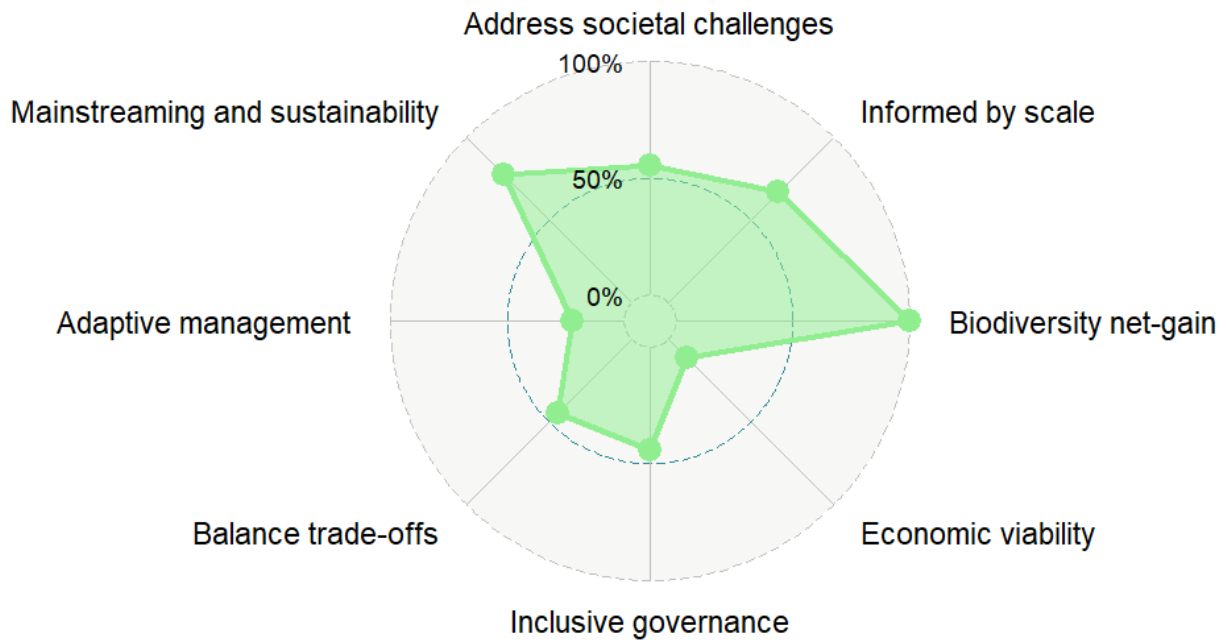 Address societal challenges
100%
Mainstreaming and sustainability
Informed by scale
50%
0%
Adaptive management
Biodiversity net-gain
Balance trade-offs
Economic viability
Inclusive governance